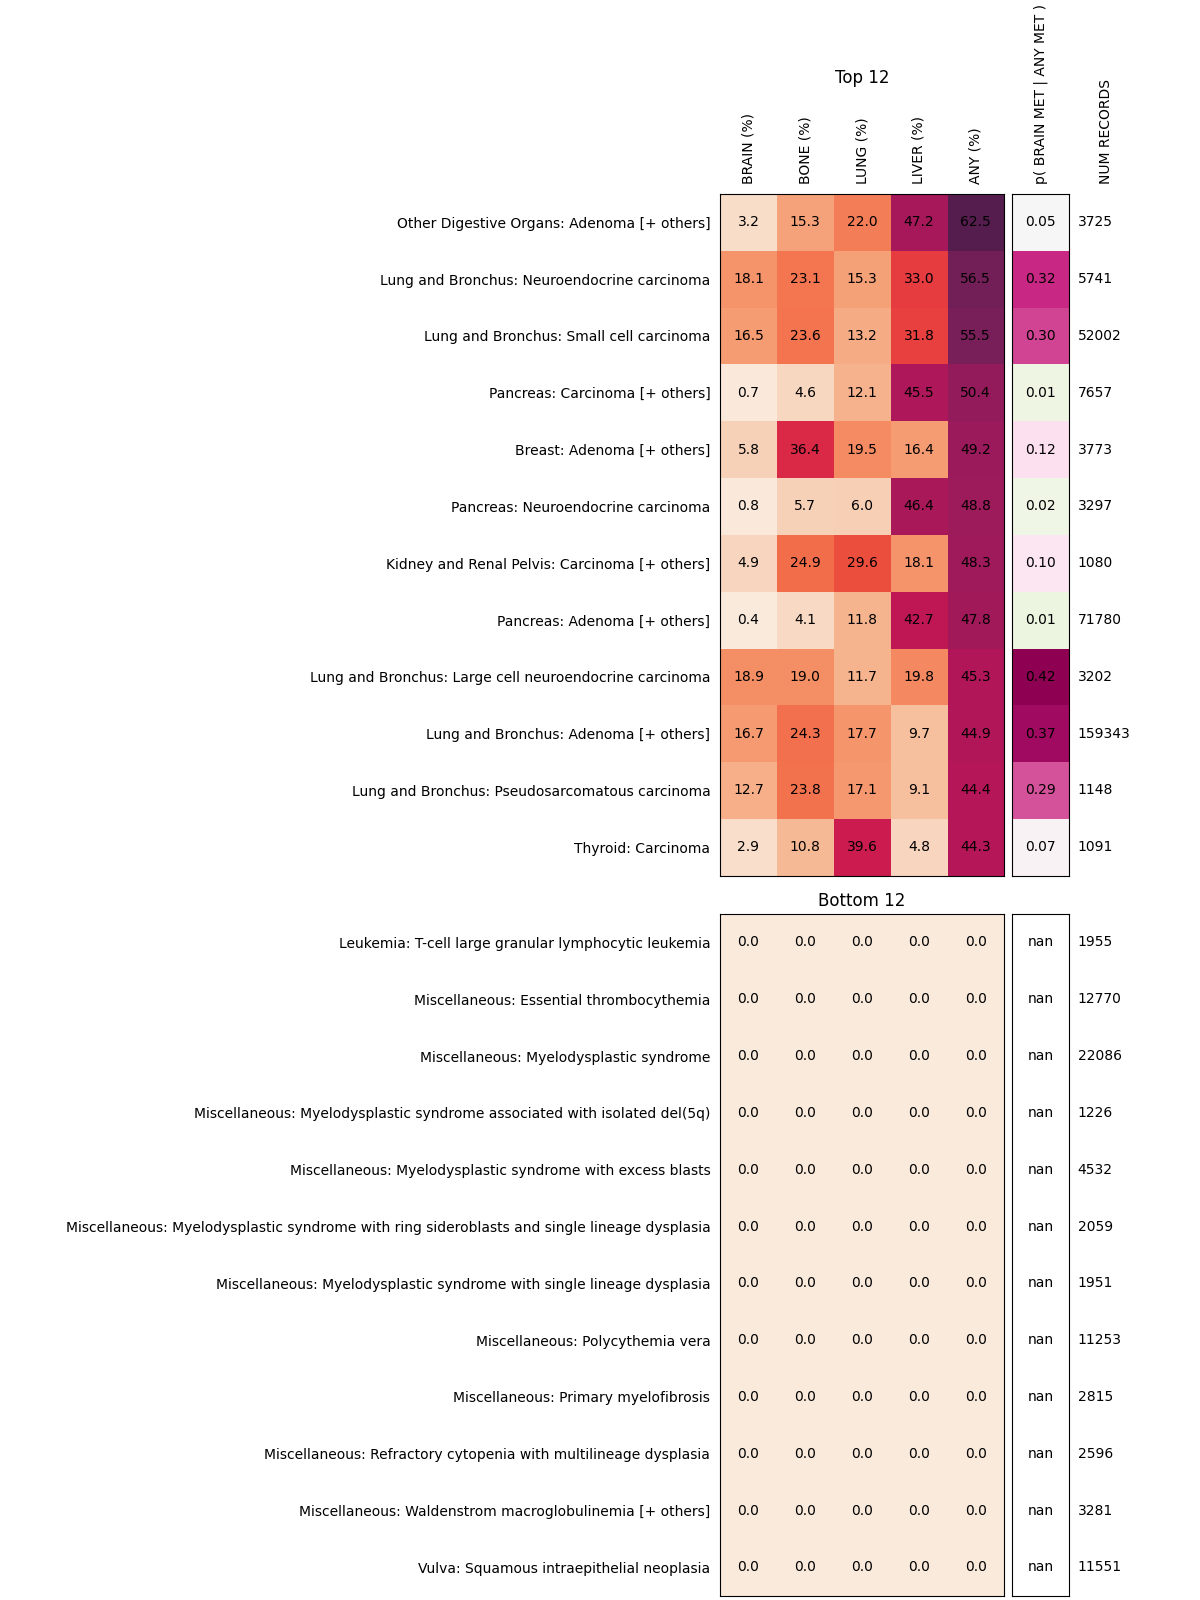 Top 12
BRAIN (%) BONE (%) LUNG (%) LIVER (%) ANY (%) p( BRAIN MET | ANY MET ) NUM RECORDS
Other Digestive Organs: Adenoma [+ others] 3.2 15.3 22.0 47.2 62.5 0.05 3725
Lung and Bronchus: Neuroendocrine carcinoma 18.1 23.1 15.3 33.0 56.5 0.32 5741
Lung and Bronchus: Small cell carcinoma 16.5 23.6 13.2 31.8 55.5 0.30 52002
Pancreas: Carcinoma [+ others] 0.7 4.6 12.1 45.5 50.4 0.01 7657
Breast: Adenoma [+ others] 5.8 36.4 19.5 16.4 49.2 0.12 3773
Pancreas: Neuroendocrine carcinoma 0.8 5.7 6.0 46.4 48.8 0.02 3297
Kidney and Renal Pelvis: Carcinoma [+ others] 4.9 24.9 29.6 18.1 48.3 0.10 1080
Pancreas: Adenoma [+ others] 0.4 4.1 11.8 42.7 47.8 0.01 71780
Lung and Bronchus: Large cell neuroendocrine carcinoma 18.9 19.0 11.7 19.8 45.3 0.42 3202
Lung and Bronchus: Adenoma [+ others] 16.7 24.3 17.7 9.7 44.9 0.37 159343
Lung and Bronchus: Pseudosarcomatous carcinoma 12.7 23.8 17.1 9.1 44.4 0.29 1148
Thyroid: Carcinoma 2.9 10.8 39.6 4.8 44.3 0.07 1091
Bottom 12
Leukemia: T-cell large granular lymphocytic leukemia 0.0 0.0 0.0 0.0 0.0 nan 1955
Miscellaneous: Essential thrombocythemia 0.0 0.0 0.0 0.0 0.0 nan 12770
Miscellaneous: Myelodysplastic syndrome 0.0 0.0 0.0 0.0 0.0 nan 22086
Miscellaneous: Myelodysplastic syndrome associated with isolated del(5q) 0.0 0.0 0.0 0.0 0.0 nan 1226
Miscellaneous: Myelodysplastic syndrome with excess blasts 0.0 0.0 0.0 0.0 0.0 nan 4532
Miscellaneous: Myelodysplastic syndrome with ring sideroblasts and single lineage dysplasia 0.0 0.0 0.0 0.0 0.0 nan 2059
Miscellaneous: Myelodysplastic syndrome with single lineage dysplasia 0.0 0.0 0.0 0.0 0.0 nan 1951
Miscellaneous: Polycythemia vera 0.0 0.0 0.0 0.0 0.0 nan 11253
Miscellaneous: Primary myelofibrosis 0.0 0.0 0.0 0.0 0.0 nan 2815
Miscellaneous: Refractory cytopenia with multilineage dysplasia 0.0 0.0 0.0 0.0 0.0 nan 2596
Miscellaneous: Waldenstrom macroglobulinemia [+ others] 0.0 0.0 0.0 0.0 0.0 nan 3281
Vulva: Squamous intraepithelial neoplasia 0.0 0.0 0.0 0.0 0.0 nan 11551